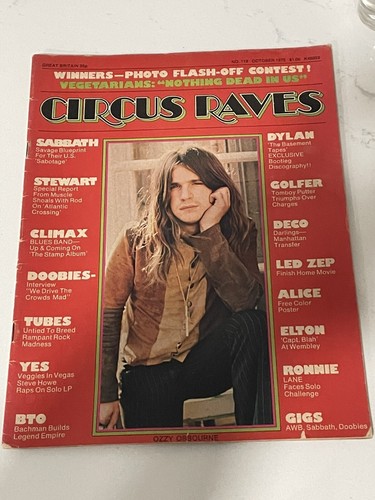 GREAT BRITAIN 35p
NO. 119 OCTOBER 1975 $1.00
WINNERS—PHOTO FLASH-OFF CONTEST!
VEGETARIANS: "NOTHING DEAD IN US"
CIRCUS RAVES
SABBATH
Savage Blueprint
For Their U.S.
'Sabotage'
STEWART
Special Report
From Muscle
Shoals With Rod
On 'Atlantic
Crossing'
CLIMAX
BLUES BAND—
Up & Coming On
'The Stamp Album'
DOOBIES-
Interview
"We Drive The
Crowds Mad"
TUBES
Untied To Breed
Rampant Rock
Madness
YES
Veggies In Vegas
Steve Howe
Raps On Solo LP
BTO
Bachman Builds
Legend Empire
DYLAN
'The Basement
Tapes'
EXCLUSIVE
Bootleg
Discography!!
GOLFER
Tomboy Putter
Triumphs Over
Charges
DECO
Darlings—
Manhattan
Transfer
LED ZEP
Finish Home Movie
ALICE
Free Color
Poster
ELTON
'Capt. Blah'
At Wembley
RONNIE
LANE
Faces Solo
Challenge
GIGS
AWB, Sabbath, Doobies
OZZY OSBOURNE